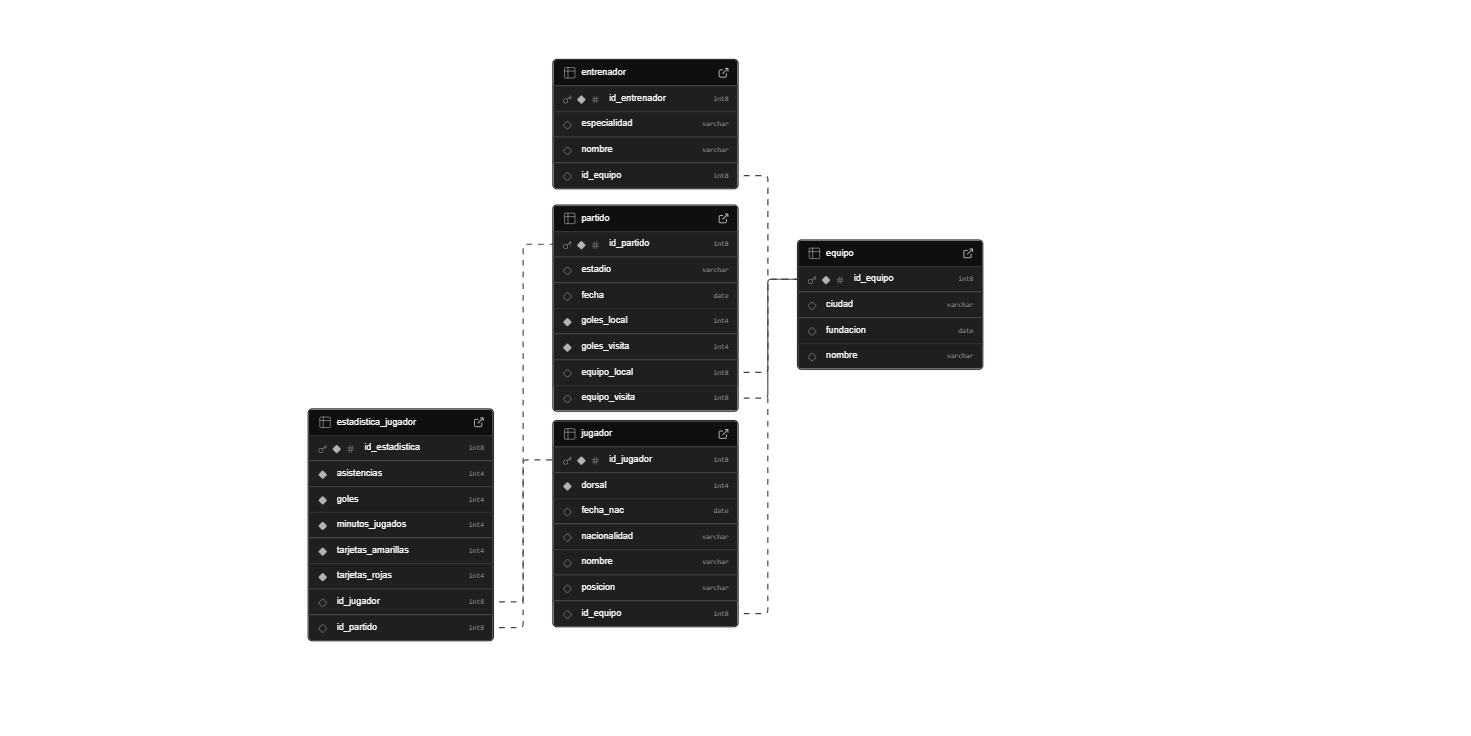 entrenador
# id_entrenador int8
especialidad varchar
nombre varchar
id_equipo int8
partido
# id_partido int8
estadio varchar
fecha date
goles_local int4
goles_visita int4
equipo_local int8
equipo_visita int8
equipo
# id_equipo int8
ciudad varchar
fundacion date
nombre varchar
estadistica_jugador
# id_estadistica int8
asistencias int4
goles int4
minutos_jugados int4
tarjetas_amarillas int4
tarjetas_rojas int4
id_jugador int8
id_partido int8
jugador
# id_jugador int8
dorsal int4
fecha_nac date
nacionalidad varchar
nombre varchar
posicion varchar
id_equipo int8